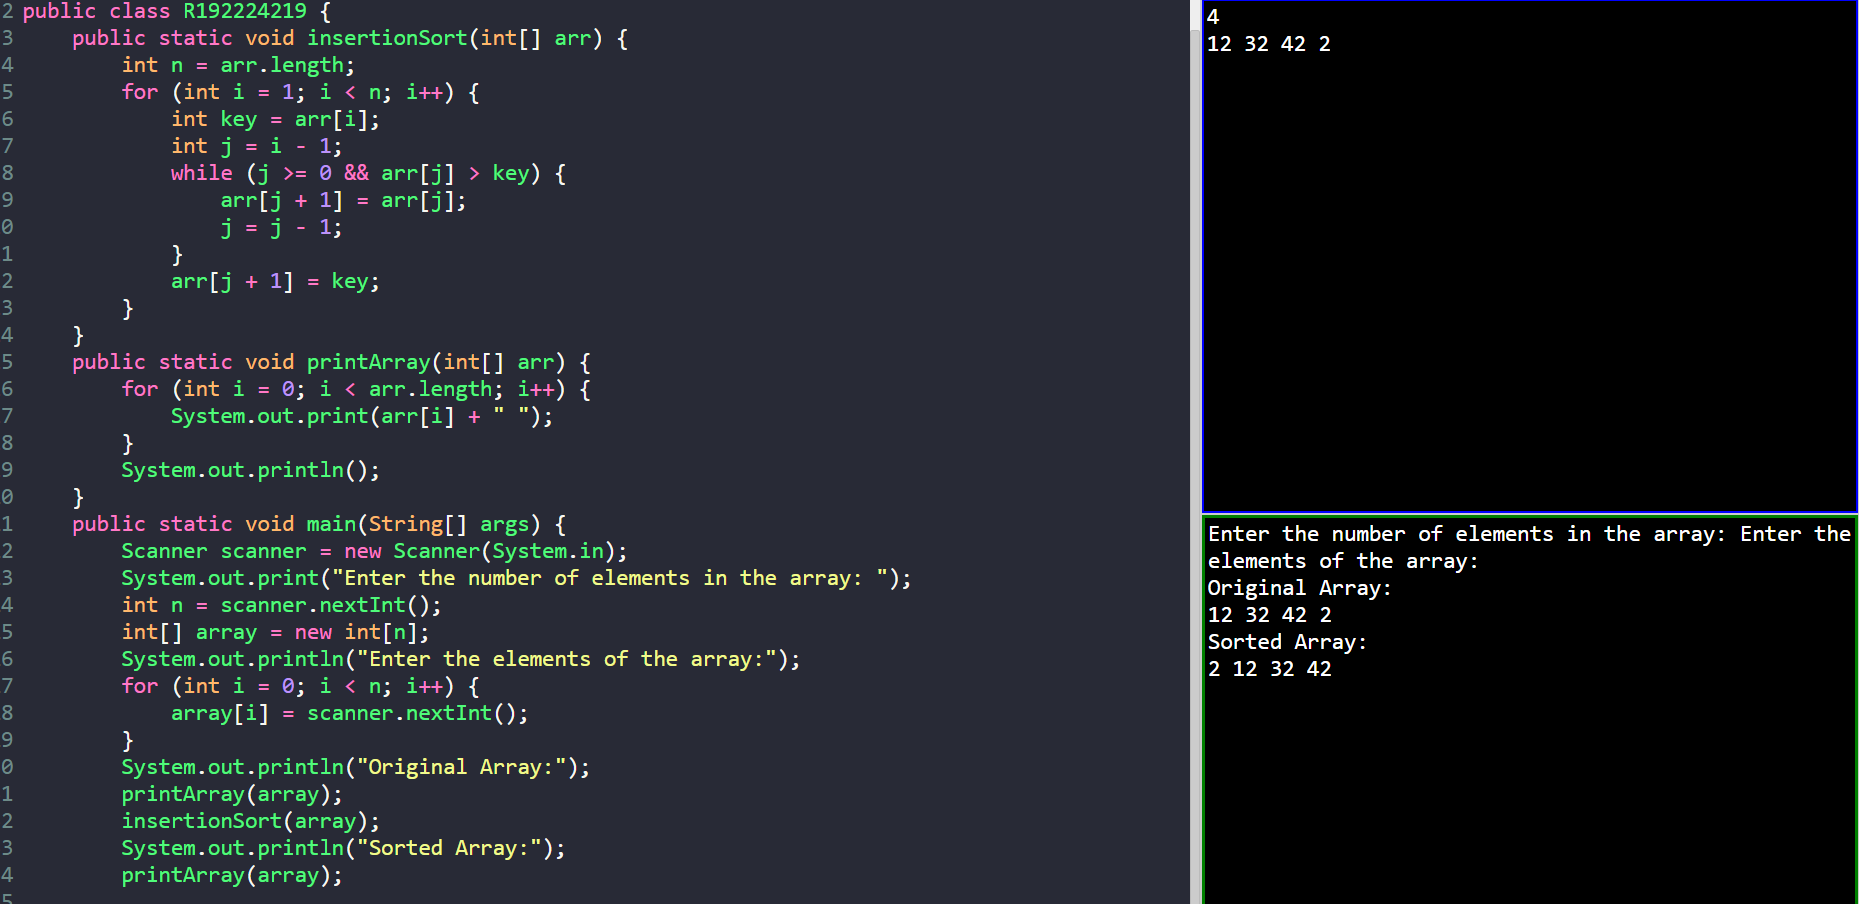 2 public class R192224219 {
3     public static void insertionSort(int[] arr) {
4         int n = arr.length;
5         for (int i = 1; i < n; i++) {
6             int key = arr[i];
7             int j = i - 1;
8             while (j >= 0 && arr[j] > key) {
9                 arr[j + 1] = arr[j];
0                 j = j - 1;
1             }
2             arr[j + 1] = key;
3         }
4     }
5     public static void printArray(int[] arr) {
6         for (int i = 0; i < arr.length; i++) {
7             System.out.print(arr[i] + " ");
8         }
9         System.out.println();
0     }
1     public static void main(String[] args) {
2         Scanner scanner = new Scanner(System.in);
3         System.out.print("Enter the number of elements in the array: ");
4         int n = scanner.nextInt();
5         int[] array = new int[n];
6         System.out.println("Enter the elements of the array:");
7         for (int i = 0; i < n; i++) {
8             array[i] = scanner.nextInt();
9         }
0         System.out.println("Original Array:");
1         printArray(array);
2         insertionSort(array);
3         System.out.println("Sorted Array:");
4         printArray(array);
4
12 32 42 2
Enter the number of elements in the array: Enter the
elements of the array:
Original Array:
12 32 42 2
Sorted Array:
2 12 32 42